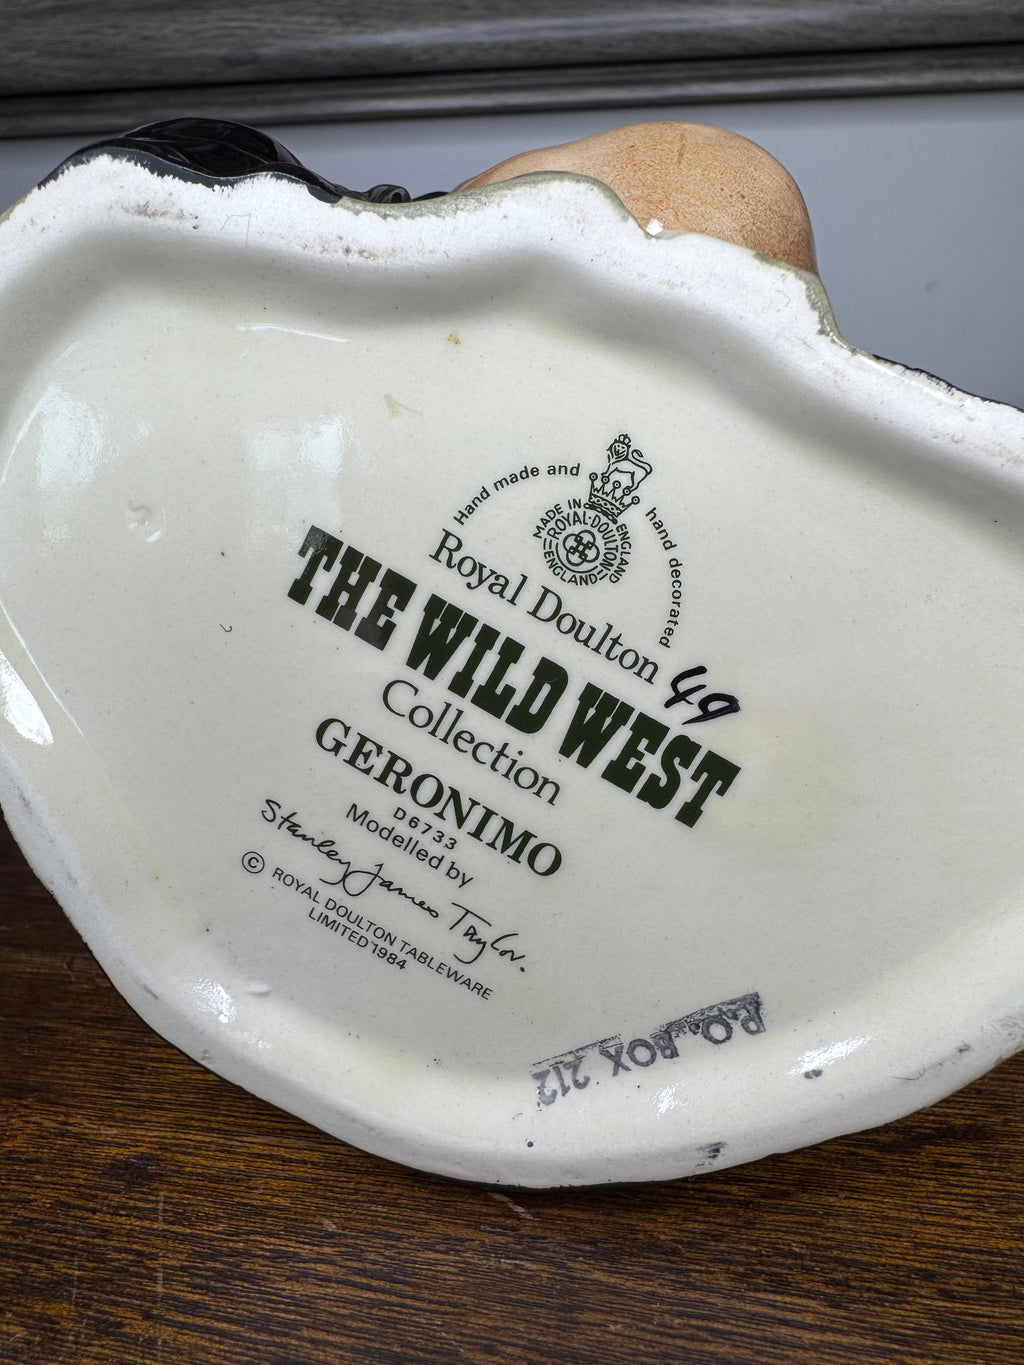 Hand made and
hand decorated
MADE IN ENGLAND
ROYAL·DOULTON
ENGLAND
Royal Doulton
49
THE WILD WEST
Collection
GERONIMO
D6733
Modelled by
Stanley James Taylor.
© ROYAL DOULTON TABLEWARE
LIMITED 1984
P.O. BOX 212